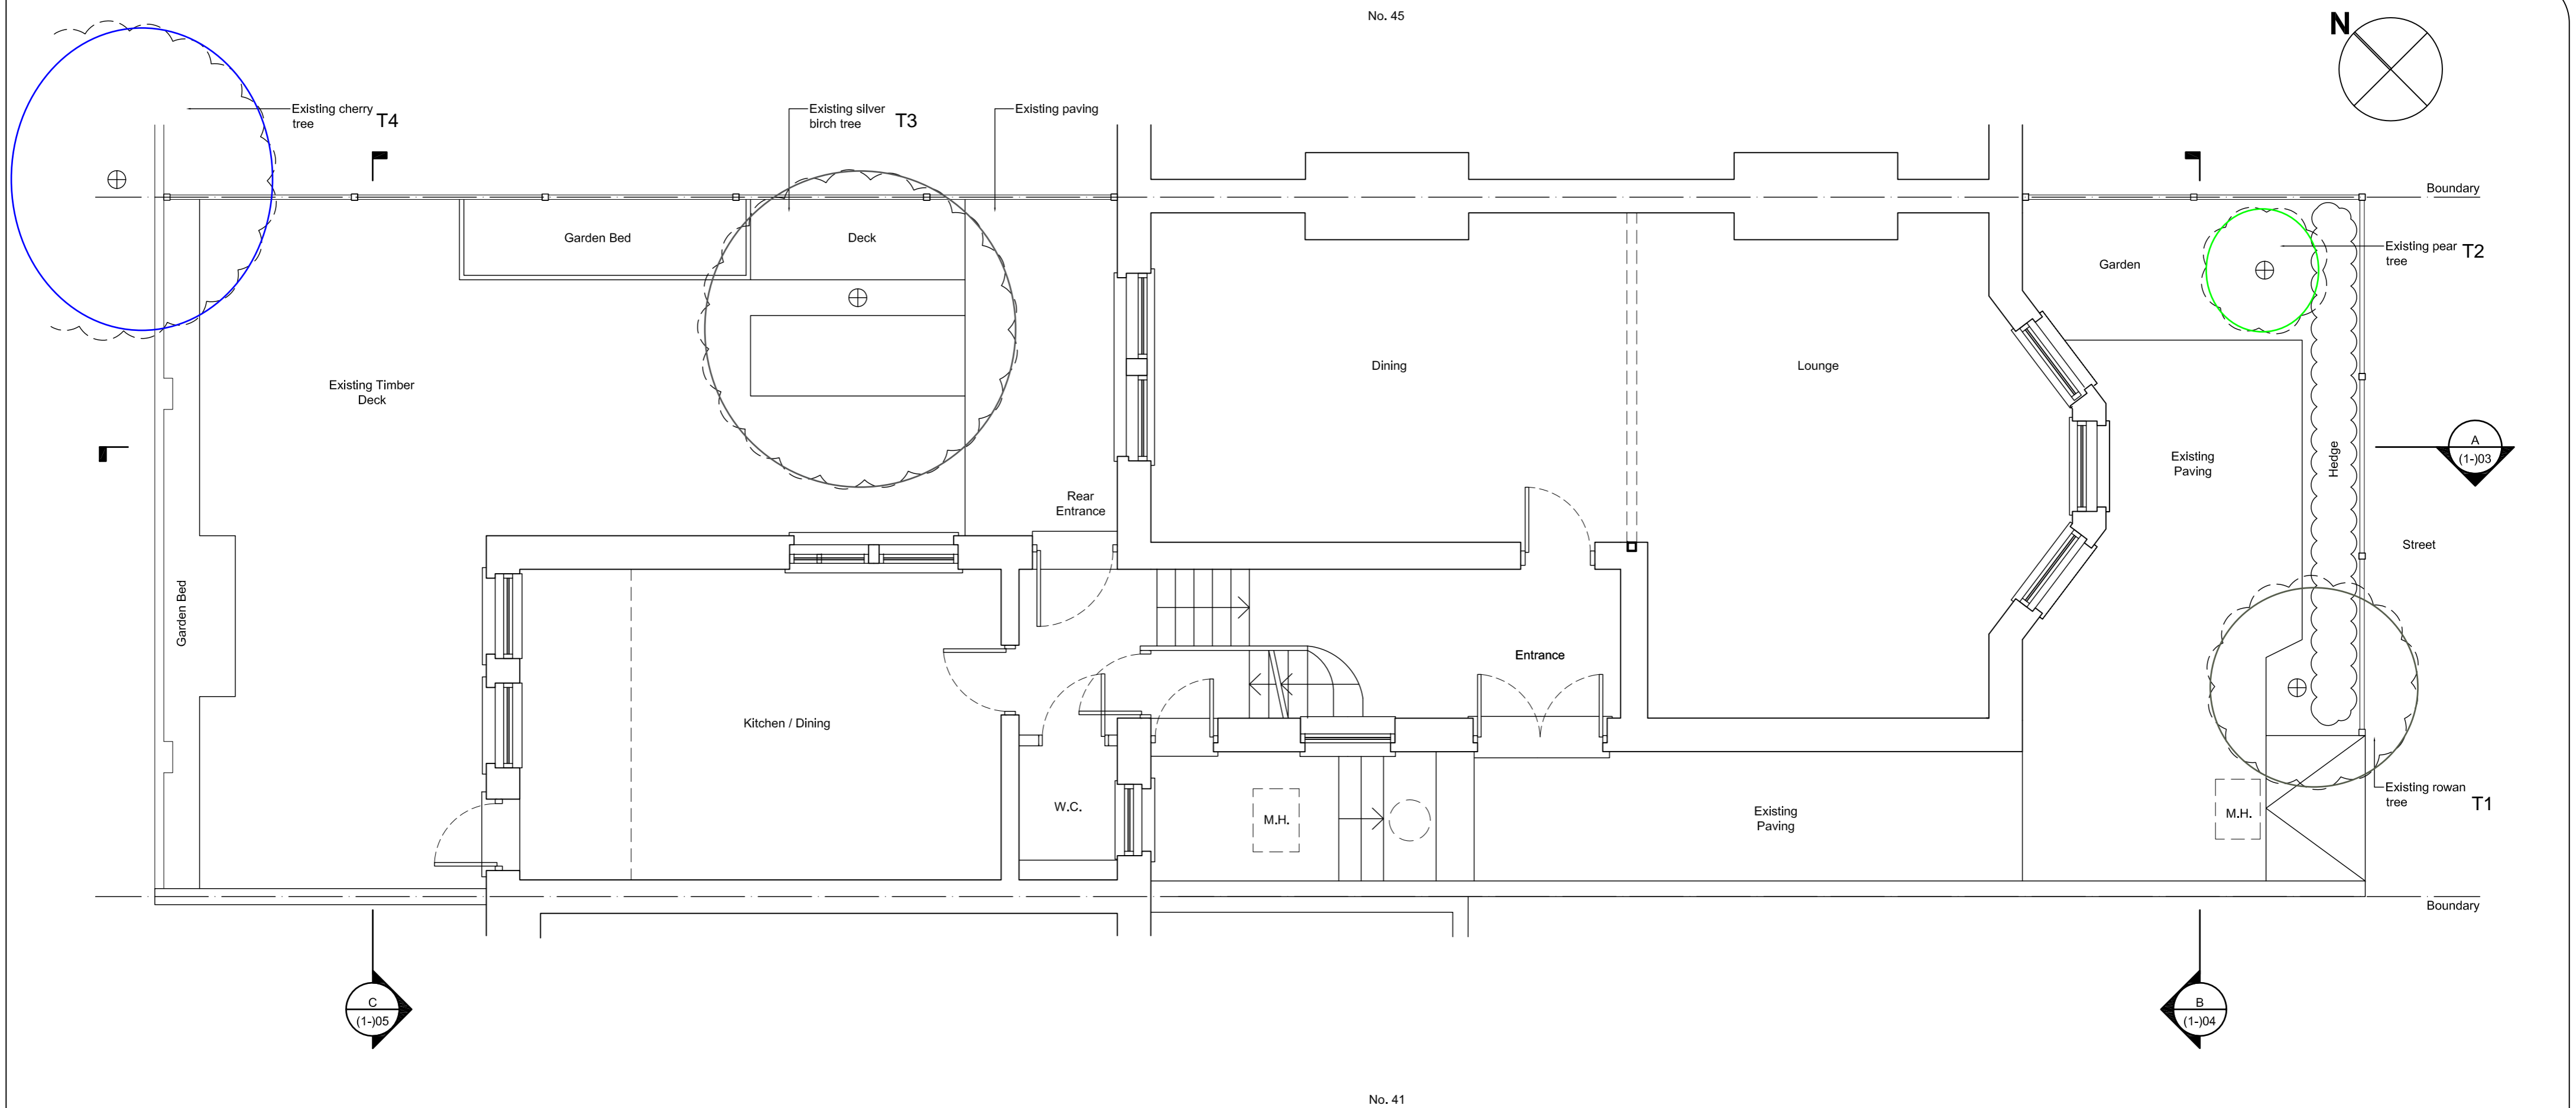 No. 45
N
Existing cherry
tree
T4
Existing silver
birch tree
T3
Existing paving
Boundary
Garden Bed
Deck
Garden
Existing pear
tree
T2
Existing Timber
Deck
Dining
Lounge
Existing
Paving
Hedge
A
(1-)03
Rear
Entrance
Street
Garden Bed
Entrance
Kitchen / Dining
W.C.
M.H.
Existing
Paving
M.H.
Existing rowan
tree
T1
Boundary
C
(1-)05
B
(1-)04
No. 41